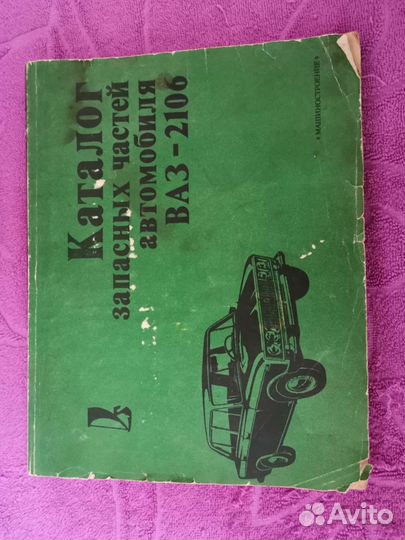 Каталог
запасных частей
автомобиля
ВАЗ-2106
«МАШИНОСТРОЕНИЕ»
Avito